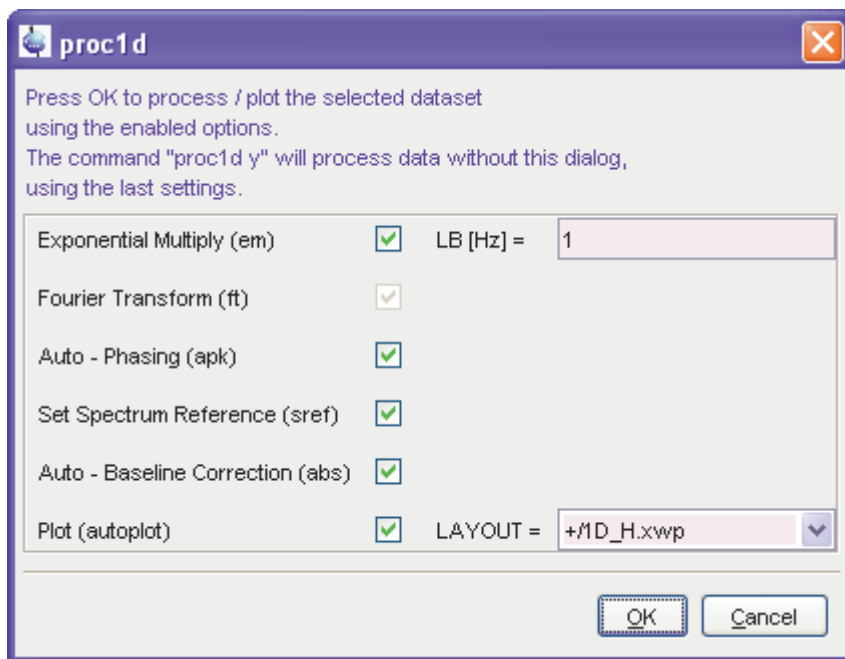 proc1d
Press OK to process / plot the selected dataset
using the enabled options.
The command "proc1d y" will process data without this dialog,
using the last settings.
Exponential Multiply (em) LB [Hz] = 1
Fourier Transform (ft)
Auto - Phasing (apk)
Set Spectrum Reference (sref)
Auto - Baseline Correction (abs)
Plot (autoplot) LAYOUT = +/1D_H.xwp
OK Cancel